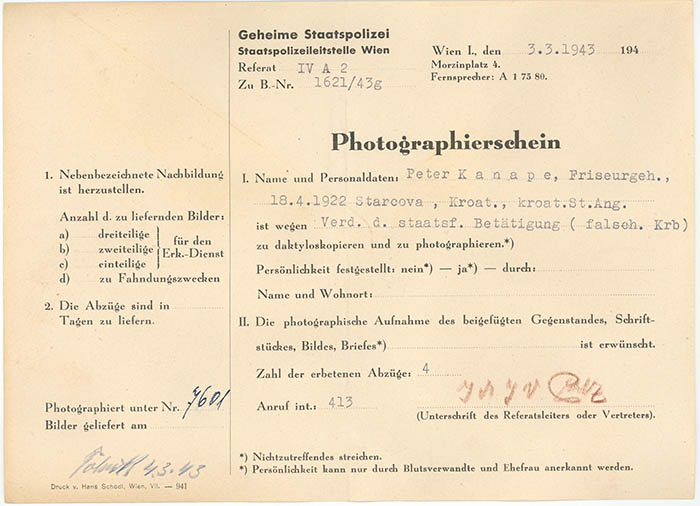 Geheime Staatspolizei
Staatspolizeileitstelle Wien
Referat IV A 2
Zu B.-Nr. 1621/43g
Wien I., den 3.3.1943 194
Morzinplatz 4.
Fernsprecher: A 1 75 80.
Photographierschein
1. Nebenbezeichnete Nachbildung
ist herzustellen.
Anzahl d. zu liefernden Bilder:
a) dreiteilige
b) zweiteilige
c) einteilige
für den
Erk.-Dienst
d) zu Fahndungszwecken
2. Die Abzüge sind in
Tagen zu liefern.
Photographiert unter Nr. 7601
Bilder geliefert am
4.3.43
Druck v. Hans Schödl, Wien, VII. — 941
I. Name und Personaldaten: Peter K a n a p e, Friseurgeh.,
18.4.1922 Starcova , Kroat., kroat.St.Ang.
ist wegen Verd. d. staatsf. Betätigung ( falsch. Krb)
zu daktyloskopieren und zu photographieren.*)
Persönlichkeit festgestellt: nein*) — ja*) — durch:
Name und Wohnort:
II. Die photographische Aufnahme des beigefügten Gegenstandes, Schrift-
stückes, Bildes, Briefes*) ist erwünscht.
Zahl der erbetenen Abzüge: 4
Anruf int.: 413
(Unterschrift des Referatsleiters oder Vertreters).
*) Nichtzutreffendes streichen.
*) Persönlichkeit kann nur durch Blutsverwandte und Ehefrau anerkannt werden.